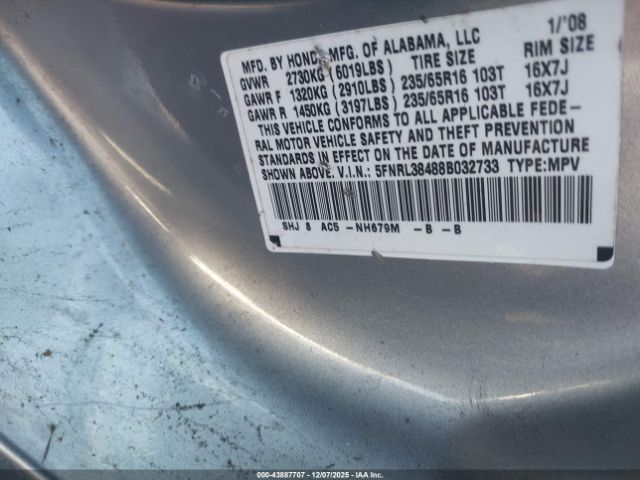 MFD. BY HONDA MFG. OF ALABAMA, LLC 1/'08
GVWR 2730KG (6019LBS) TIRE SIZE RIM SIZE
GAWR F 1320KG (2910LBS) 235/65R16 103T 16X7J
GAWR R 1450KG (3197LBS) 235/65R16 103T 16X7J
THIS VEHICLE CONFORMS TO ALL APPLICABLE FEDE-
RAL MOTOR VEHICLE SAFETY AND THEFT PREVENTION
STANDARDS IN EFFECT ON THE DATE OF MANUFACTURE
SHOWN ABOVE. V.I.N.: 5FNRL38488B032733 TYPE:MPV
SHJ 8 AC5 -NH679M -B -B
000-43887707 - 12/07/2025 - IAA Inc.